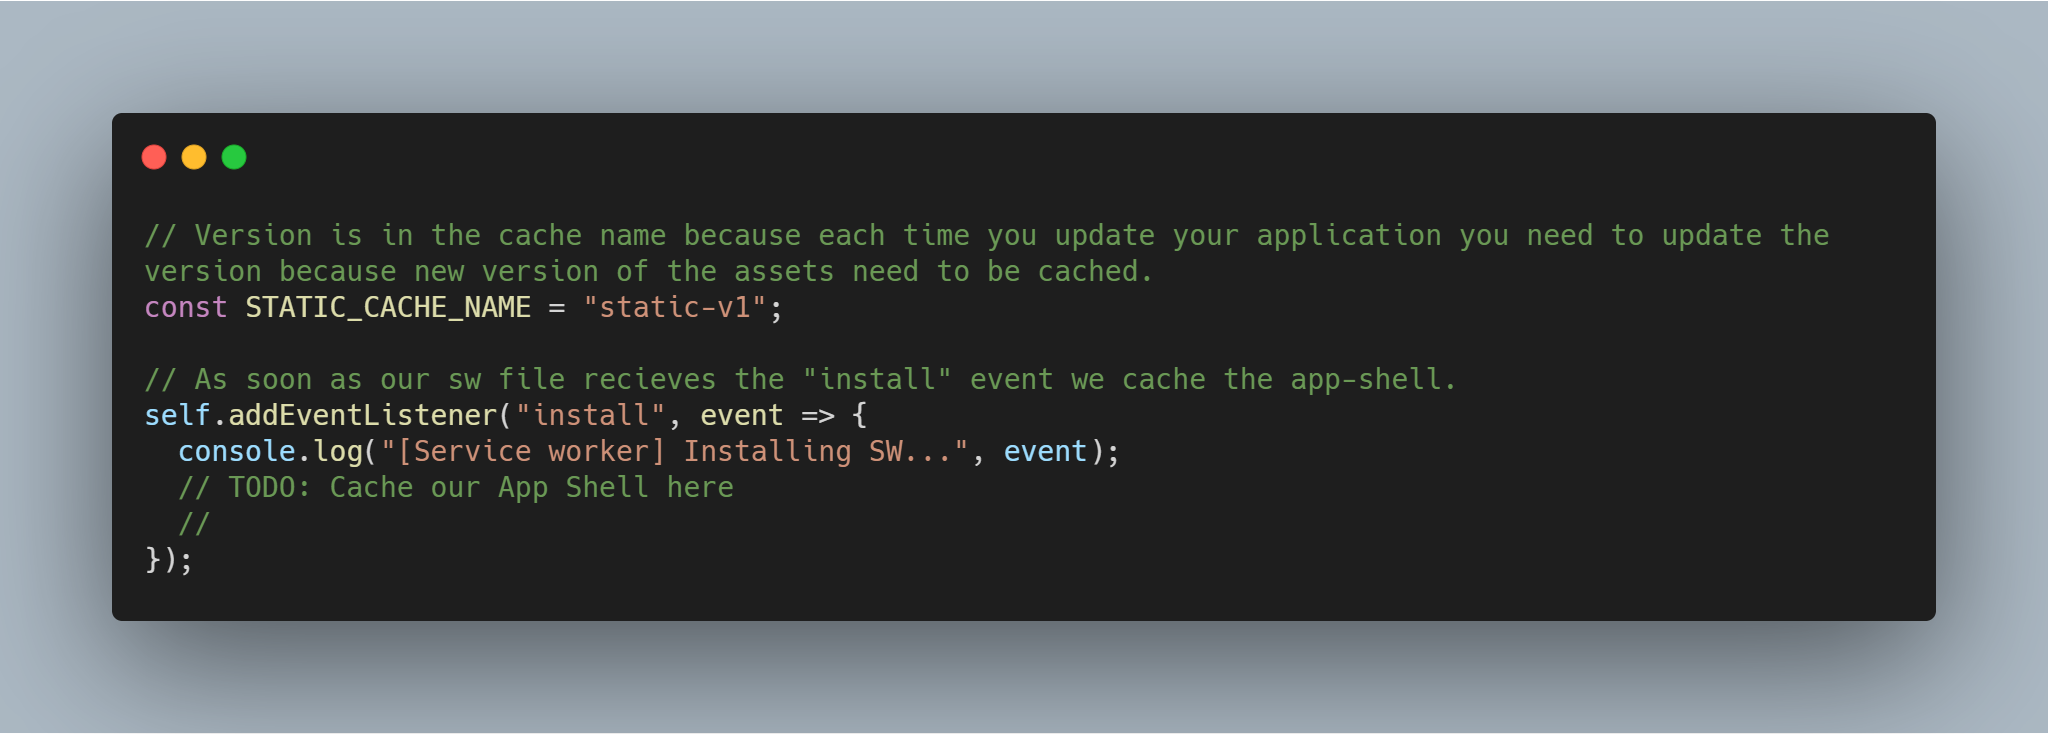 // Version is in the cache name because each time you update your application you need to update the
version because new version of the assets need to be cached.
const STATIC_CACHE_NAME = "static-v1";
// As soon as our sw file recieves the "install" event we cache the app-shell.
self.addEventListener("install", event => {
  console.log("[Service worker] Installing SW...", event);
  // TODO: Cache our App Shell here
  //
});